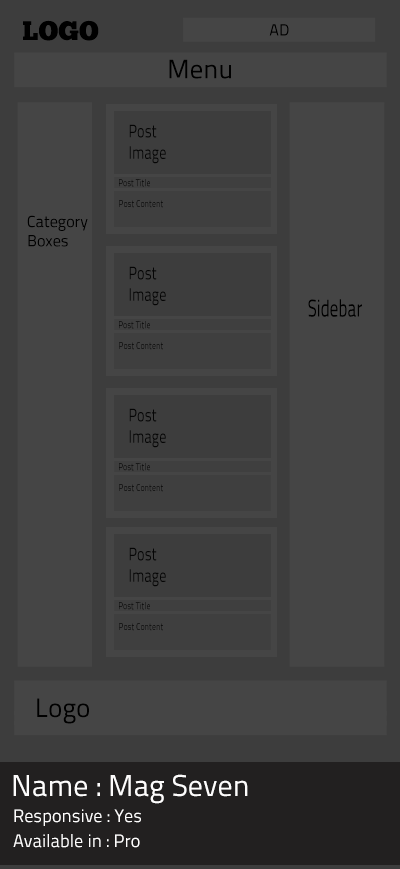 LOGO
AD
Menu
Category
Boxes
Post
Image
Post Title
Post Content
Post
Image
Post Title
Post Content
Post
Image
Post Title
Post Content
Post
Image
Post Title
Post Content
Sidebar
Logo
Name : Mag Seven
Responsive : Yes
Available in : Pro